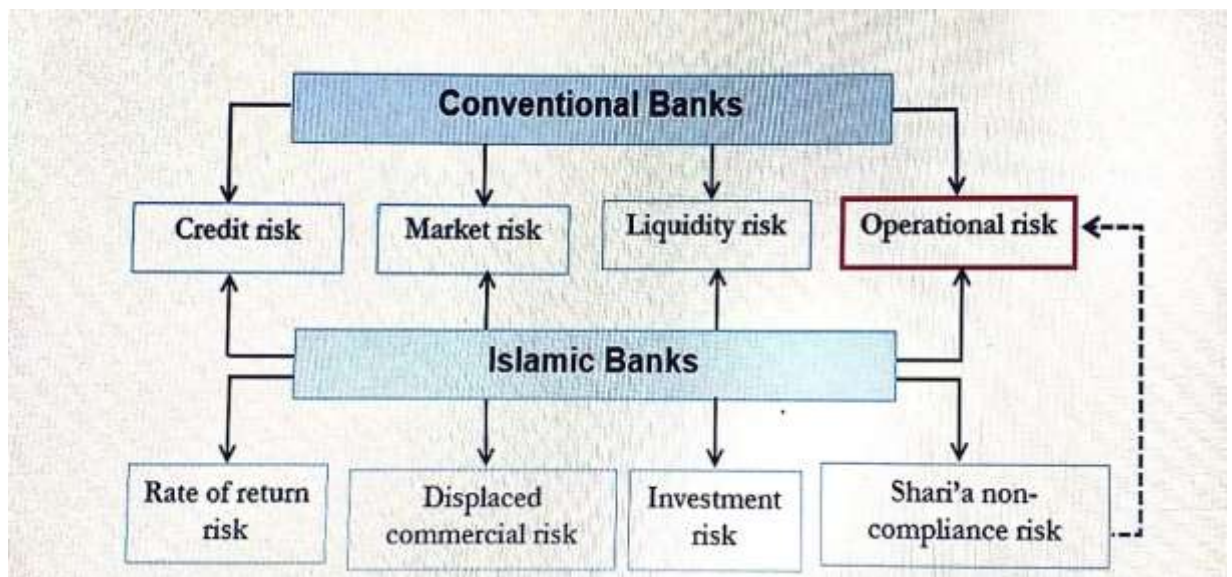 Conventional Banks
Credit risk
Market risk
Liquidity risk
Operational risk
Islamic Banks
Rate of return
risk
Displaced
commercial risk
Investment
risk
Shari'a non-
compliance risk